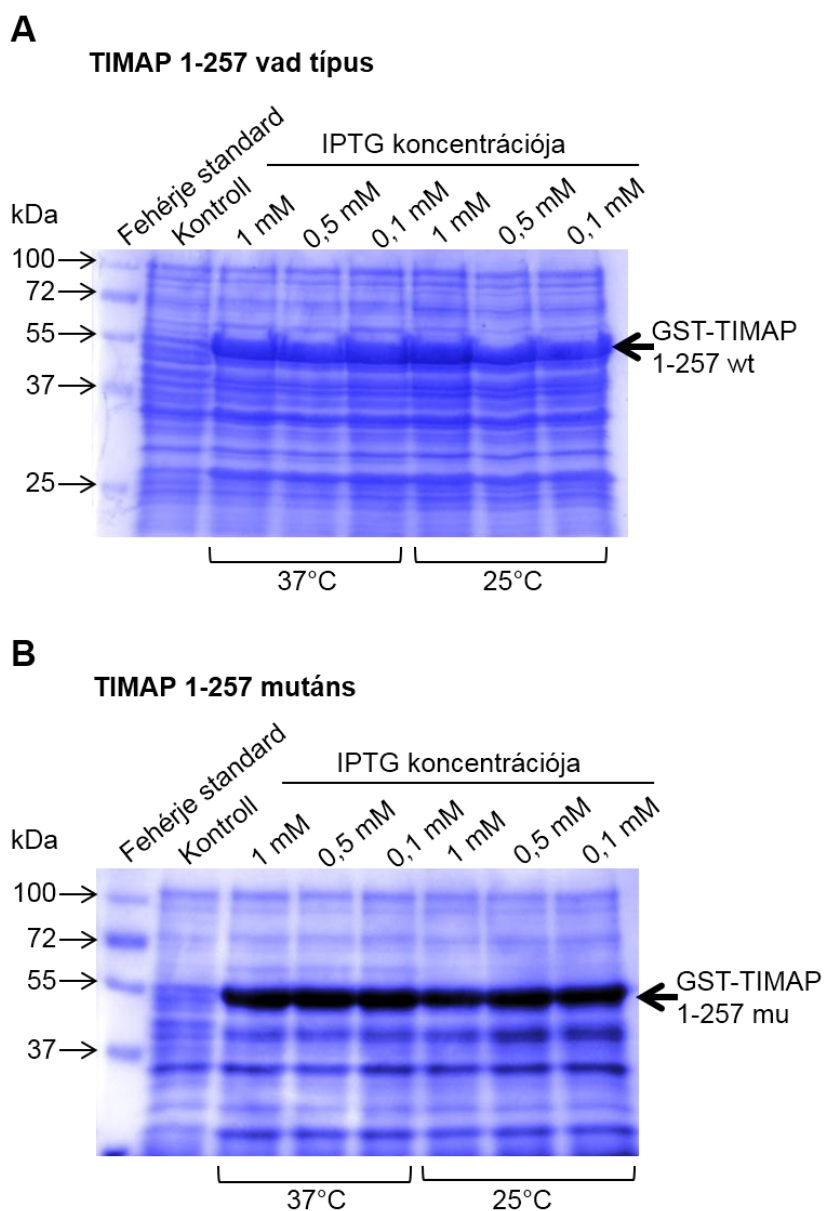 A
TIMAP 1-257 vad típus
IPTG koncentrációja
kDa
Fehérje standard
Kontroll
1 mM
0,5 mM
0,1 mM
1 mM
0,5 mM
0,1 mM
100
72
55
37
25
GST-TIMAP
1-257 wt
37°C
25°C
B
TIMAP 1-257 mutáns
IPTG koncentrációja
kDa
Fehérje standard
Kontroll
1 mM
0,5 mM
0,1 mM
1 mM
0,5 mM
0,1 mM
100
72
55
37
GST-TIMAP
1-257 mu
37°C
25°C